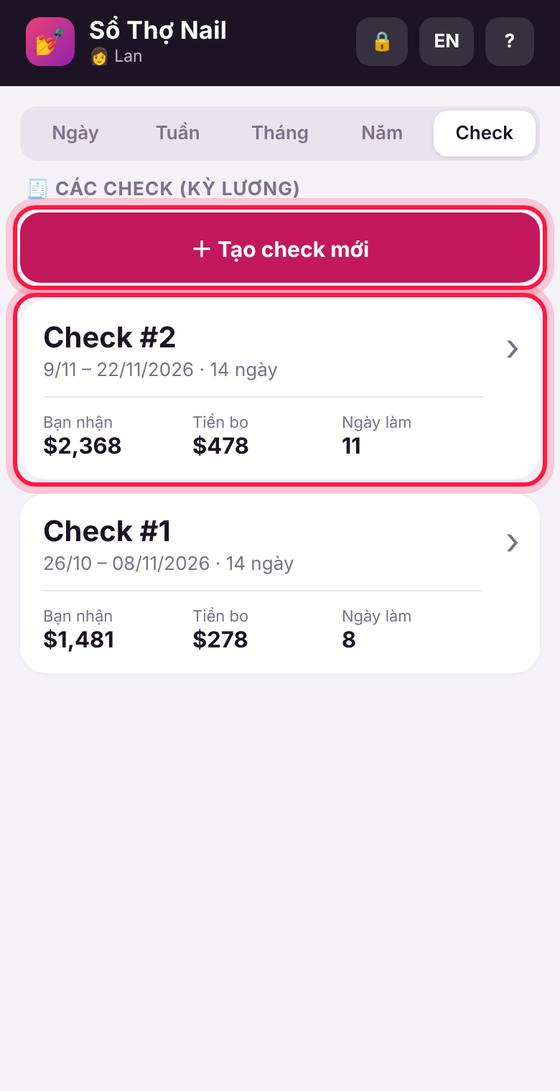 Sổ Thợ Nail
Lan
EN
?
Ngày
Tuần
Tháng
Năm
Check
CÁC CHECK (KỲ LƯƠNG)
+ Tạo check mới
Check #2
9/11 – 22/11/2026 · 14 ngày
Bạn nhận
Tiền bo
Ngày làm
$2,368
$478
11
Check #1
26/10 – 08/11/2026 · 14 ngày
Bạn nhận
Tiền bo
Ngày làm
$1,481
$278
8